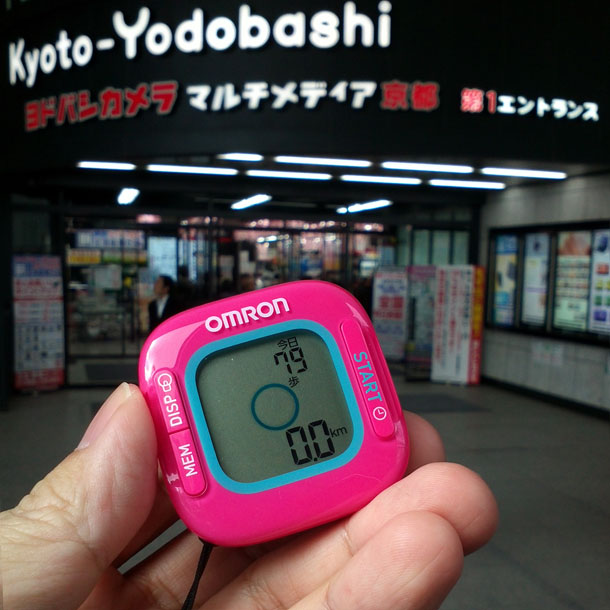 Kyoto-Yodobashi
ヨドバシカメラ マルチメディア京都 第1エントランス
OMRON
今日
79
歩
0.0 km
DISP
MEM
START